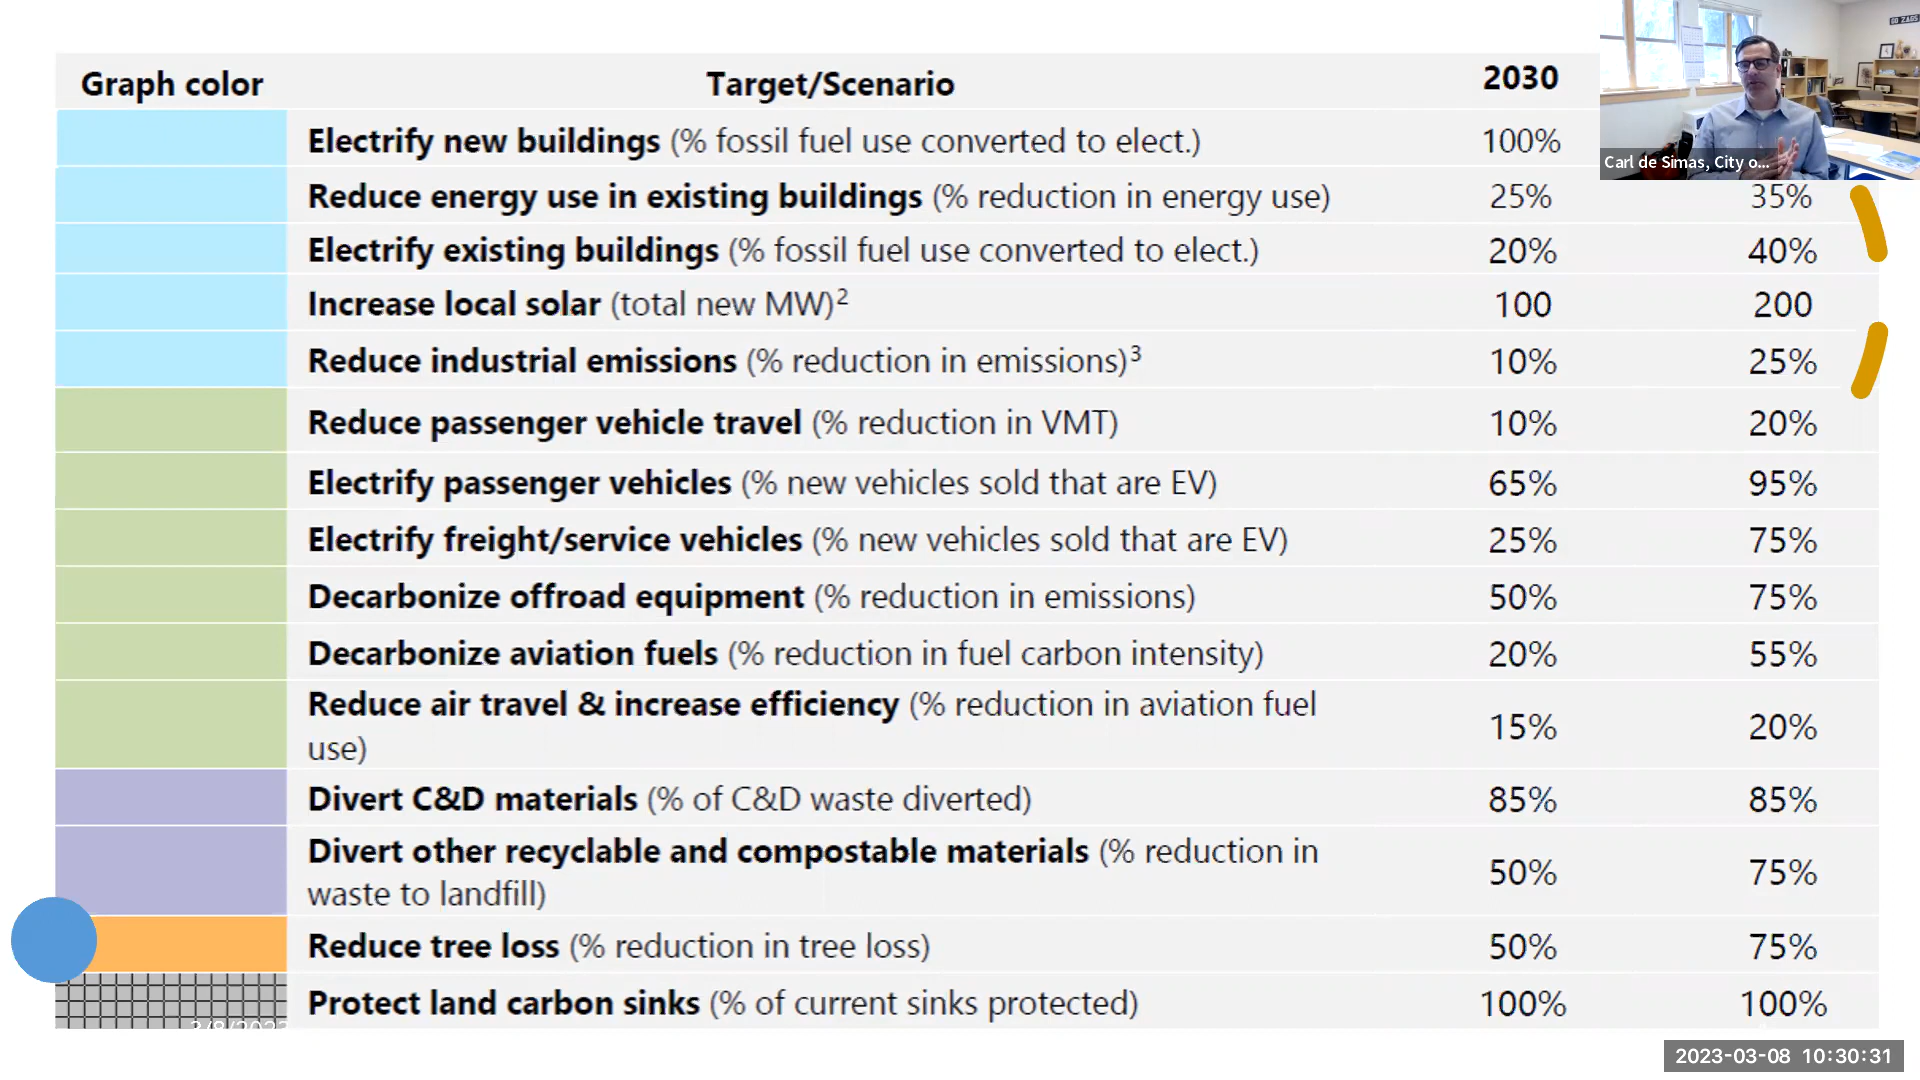 Graph color Target/Scenario 2030
Electrify new buildings (% fossil fuel use converted to elect.) 100%
Reduce energy use in existing buildings (% reduction in energy use) 25% 35%
Electrify existing buildings (% fossil fuel use converted to elect.) 20% 40%
Increase local solar (total new MW)² 100 200
Reduce industrial emissions (% reduction in emissions)³ 10% 25%
Reduce passenger vehicle travel (% reduction in VMT) 10% 20%
Electrify passenger vehicles (% new vehicles sold that are EV) 65% 95%
Electrify freight/service vehicles (% new vehicles sold that are EV) 25% 75%
Decarbonize offroad equipment (% reduction in emissions) 50% 75%
Decarbonize aviation fuels (% reduction in fuel carbon intensity) 20% 55%
Reduce air travel & increase efficiency (% reduction in aviation fuel
use) 15% 20%
Divert C&D materials (% of C&D waste diverted) 85% 85%
Divert other recyclable and compostable materials (% reduction in
waste to landfill) 50% 75%
Reduce tree loss (% reduction in tree loss) 50% 75%
Protect land carbon sinks (% of current sinks protected) 100% 100%
GO ZAGS
Carl de Simas, City o...
3/8/2023
2023-03-08 10:30:31